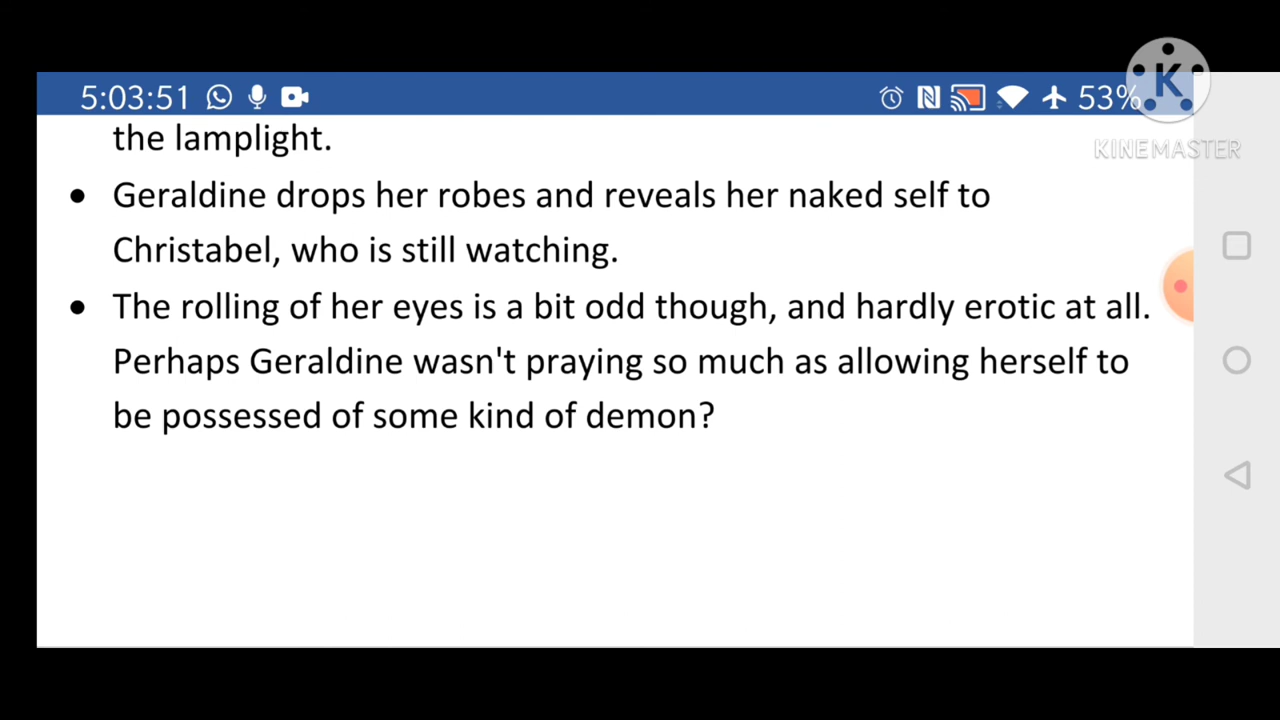 5:03:51 53%
K
KINEMASTER
the lamplight.
• Geraldine drops her robes and reveals her naked self to
Christabel, who is still watching.
• The rolling of her eyes is a bit odd though, and hardly erotic at all.
Perhaps Geraldine wasn't praying so much as allowing herself to
be possessed of some kind of demon?